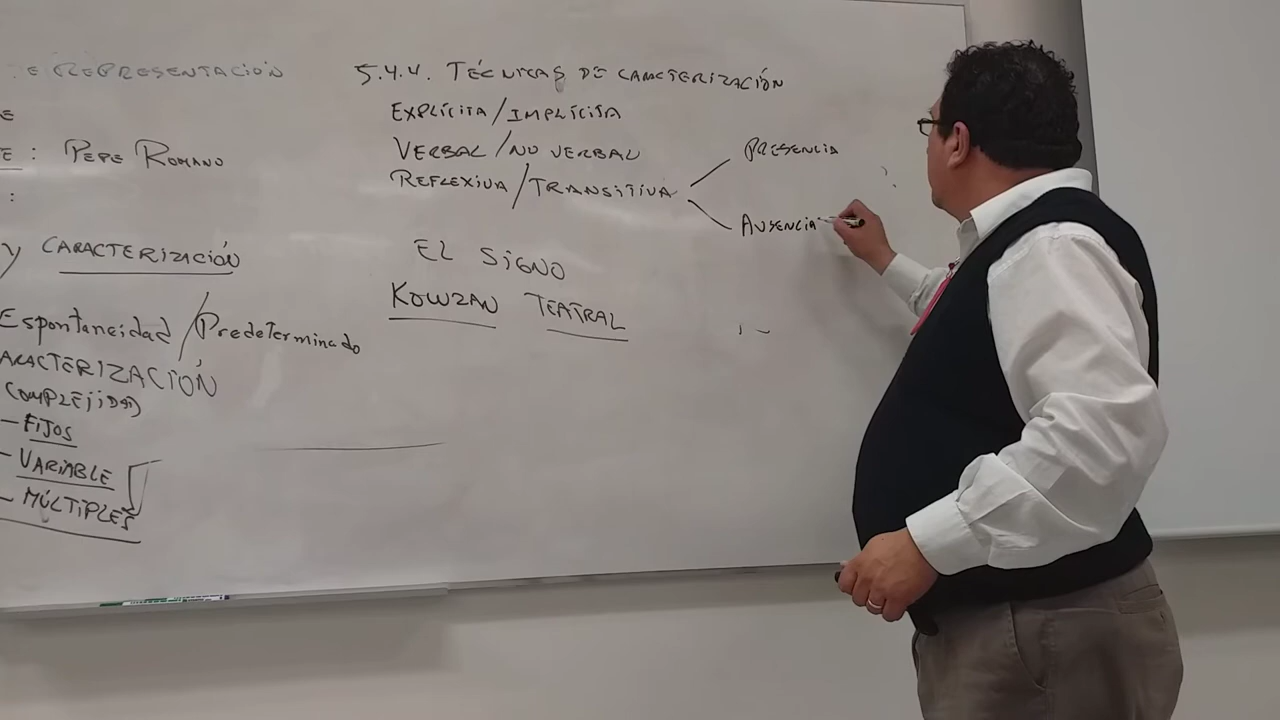 E REPRESENTACIÓN
E
E: PEPE ROMANO
:
Y CARACTERIZACIÓN
Espontaneidad / Predeterminado
ARACTERIZACIÓN
COMPLEJIDAD
- FIJOS
- VARIABLE
- MÚLTIPLES
5.4.4. TÉCNICAS DE CARACTERIZACIÓN
EXPLÍCITA / IMPLÍCITA
VERBAL / NO VERBAL
REFLEXIVA / TRANSITIVA
PRESENCIA
AUSENCIA
EL SIGNO
KOWZAN TEATRAL